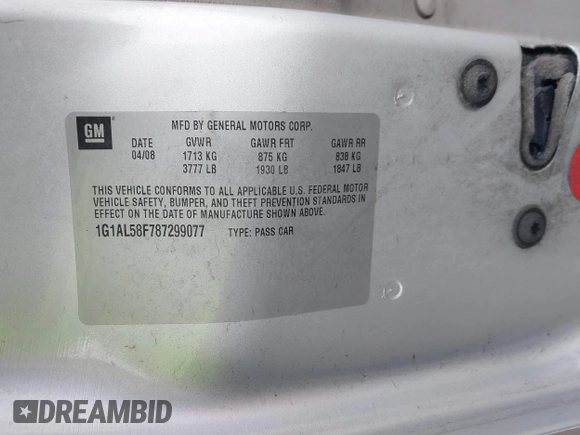 GM
MFD BY GENERAL MOTORS CORP.
DATE GVWR GAWR FRT GAWR RR
04/08 1713 KG 875 KG 838 KG
3777 LB 1930 LB 1847 LB
THIS VEHICLE CONFORMS TO ALL APPLICABLE U.S. FEDERAL MOTOR
VEHICLE SAFETY, BUMPER, AND THEFT PREVENTION STANDARDS IN
EFFECT ON THE DATE OF MANUFACTURE SHOWN ABOVE.
1G1AL58F787299077 TYPE: PASS CAR
DREAMBID